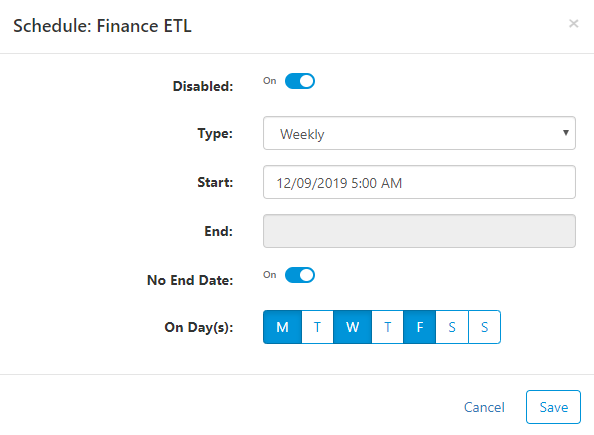 Schedule: Finance ETL ×
Disabled: On
Type: Weekly
Start: 12/09/2019 5:00 AM
End:
No End Date: On
On Day(s): M T W T F S S
Cancel Save